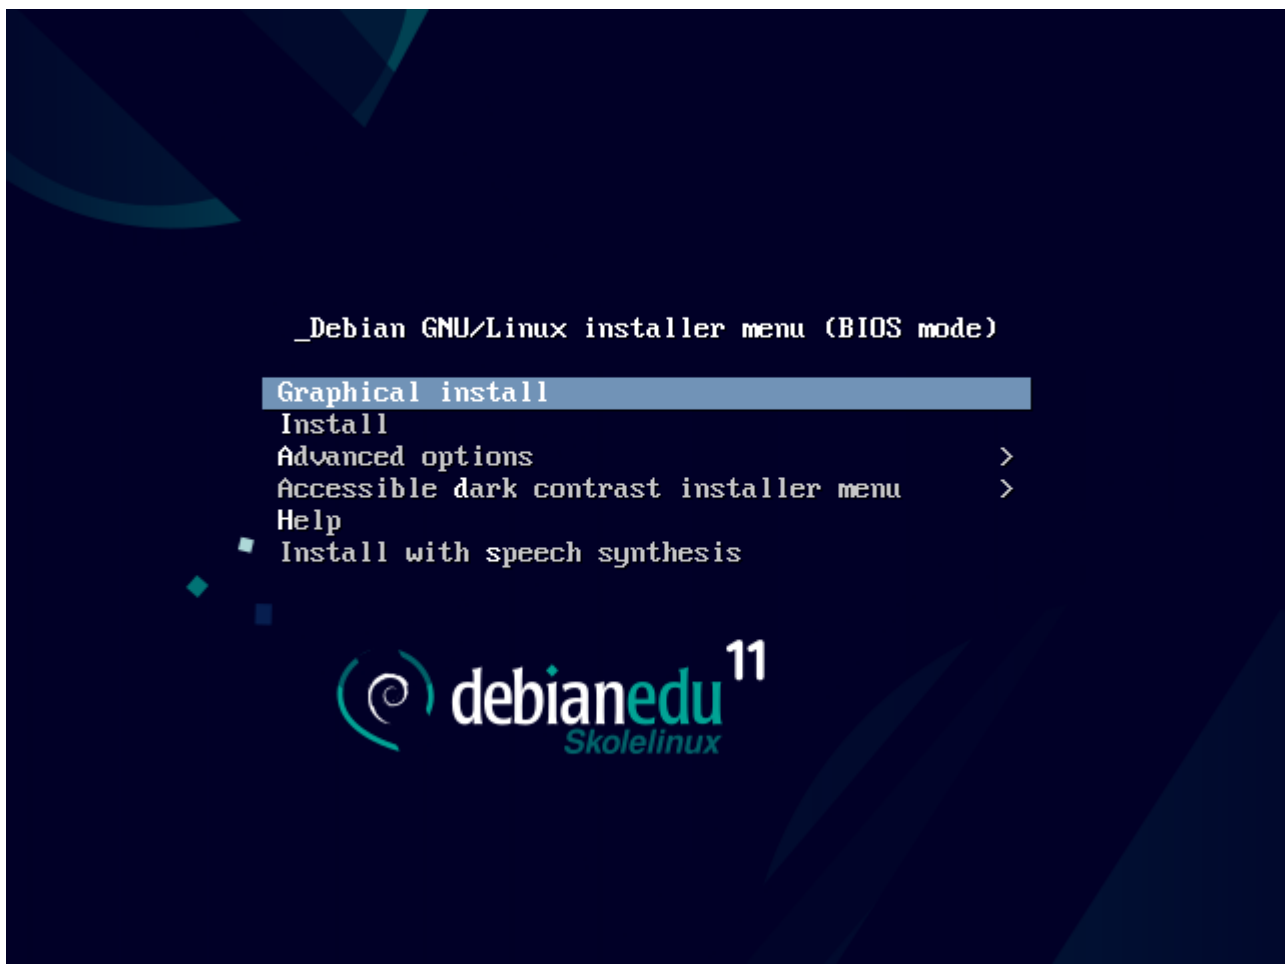 _Debian GNU/Linux installer menu (BIOS mode)
Graphical install
Install
Advanced options >
Accessible dark contrast installer menu >
Help
Install with speech synthesis
debianedu 11
Skolelinux